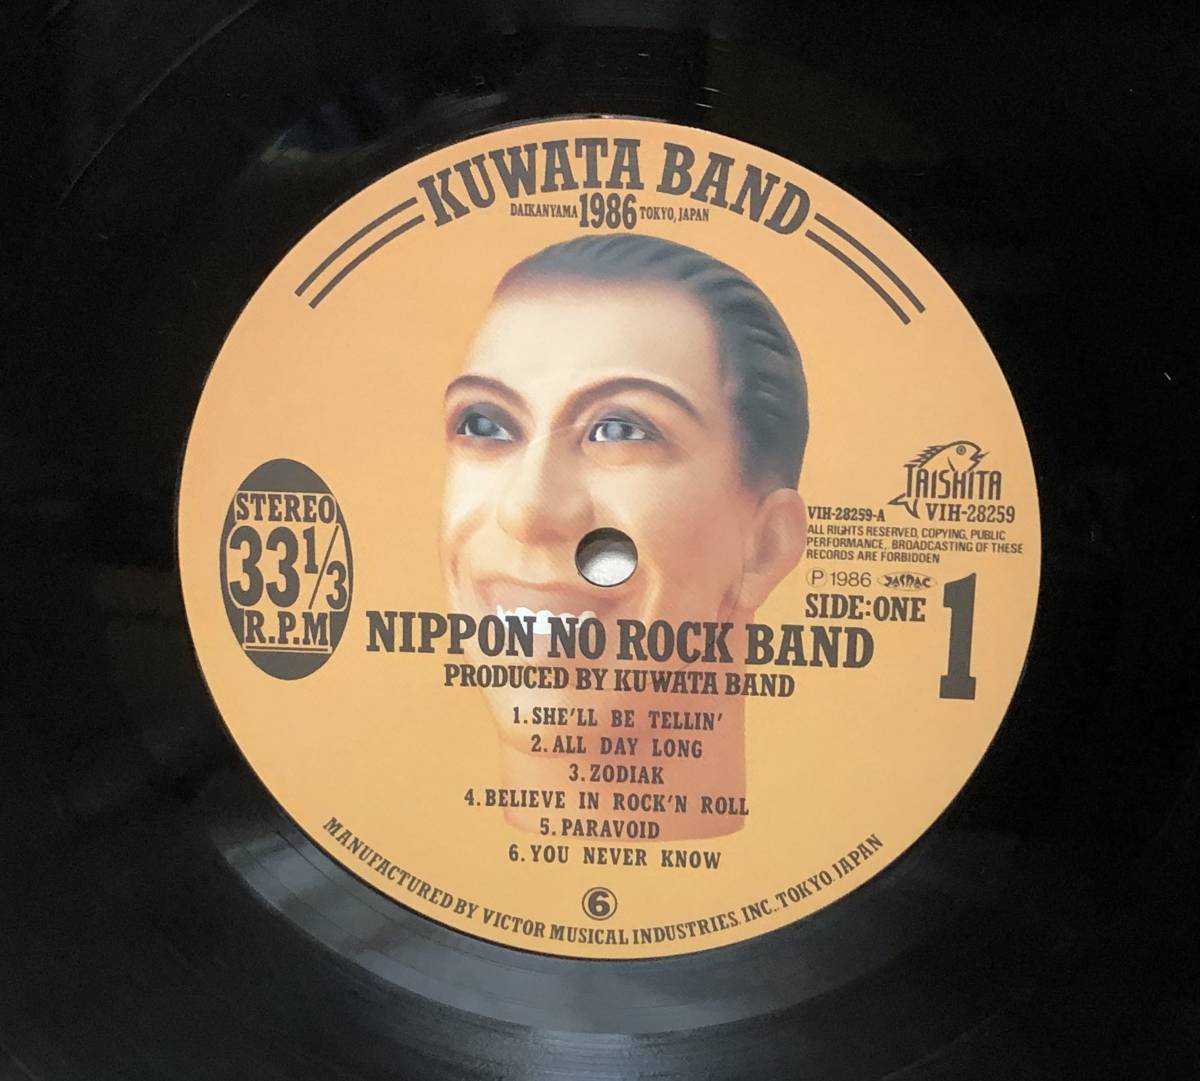 KUWATA BAND
DAIKANYAMA 1986 TOKYO, JAPAN
TAISHITA
VIH-28259-A VIH-28259
ALL RIGHTS RESERVED, COPYING, PUBLIC
PERFORMANCE, BROADCASTING OF THESE
RECORDS ARE FORBIDDEN
Ⓟ1986 JASRAC
SIDE:ONE 1
STEREO
33 1/3
R.P.M
NIPPON NO ROCK BAND
PRODUCED BY KUWATA BAND
1. SHE'LL BE TELLIN'
2. ALL DAY LONG
3. ZODIAK
4. BELIEVE IN ROCK'N ROLL
5. PARAVOID
6. YOU NEVER KNOW
⑥
MANUFACTURED BY VICTOR MUSICAL INDUSTRIES, INC., TOKYO, JAPAN